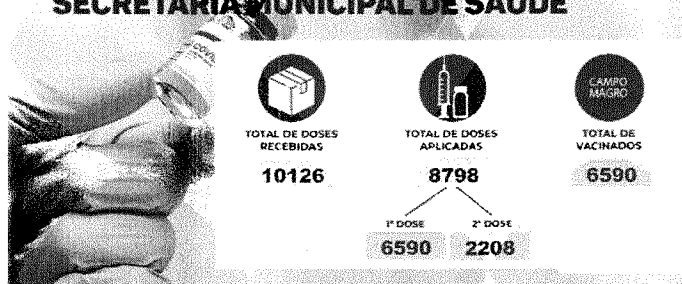 SECRETARIA MUNICIPAL DE SAÚDE
COVID
TOTAL DE DOSES
RECEBIDAS
10126
TOTAL DE DOSES
APLICADAS
8798
1ª DOSE
6590
2ª DOSE
2208
CAMPO
MAGRO
TOTAL DE
VACINADOS
6590